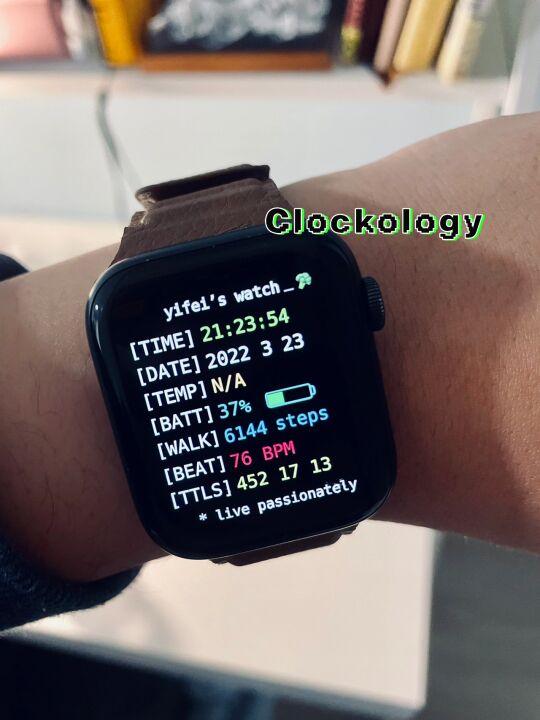 Clockology
yifei's watch_🥦
[TIME] 21:23:54
[DATE] 2022 3 23
[TEMP] N/A
[BATT] 37%
[WALK] 6144 steps
[BEAT] 76 BPM
[TTLS] 452 17 13
* live passionately